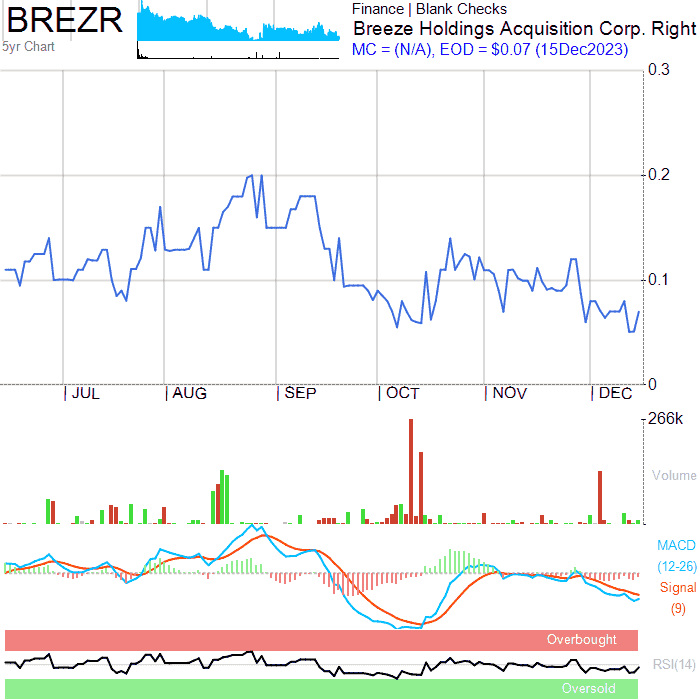 BREZR
5yr Chart
Finance | Blank Checks
Breeze Holdings Acquisition Corp. Right
MC = (N/A), EOD = $0.07 (15Dec2023)
0.3
0.2
0.1
0
JUL
AUG
SEP
OCT
NOV
DEC
266k
Volume
MACD
(12-26)
Signal
(9)
Overbought
RSI(14)
Oversold